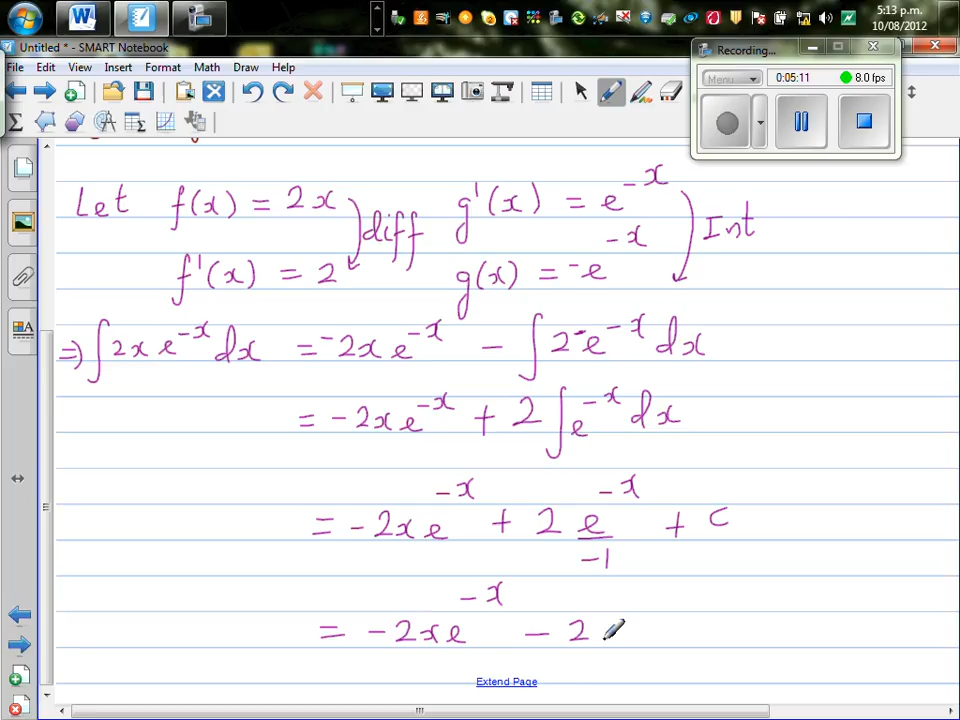 5:13 p.m.
10/08/2012
Untitled * - SMART Notebook
Recording...
File Edit View Insert Format Math Draw Help
Menu 0:05:11 8.0 fps
Let f(x) = 2x diff g'(x) = e^{-x} Int
f'(x) = 2 g(x) = -e^{-x}
⇒ ∫2x e^{-x} dx = -2x e^{-x} - ∫ 2 -e^{-x} dx
= -2x e^{-x} + 2 ∫ e^{-x} dx
= -2x e^{-x} + 2 e^{-x}/-1 + c
= -2x e^{-x} - 2
Extend Page